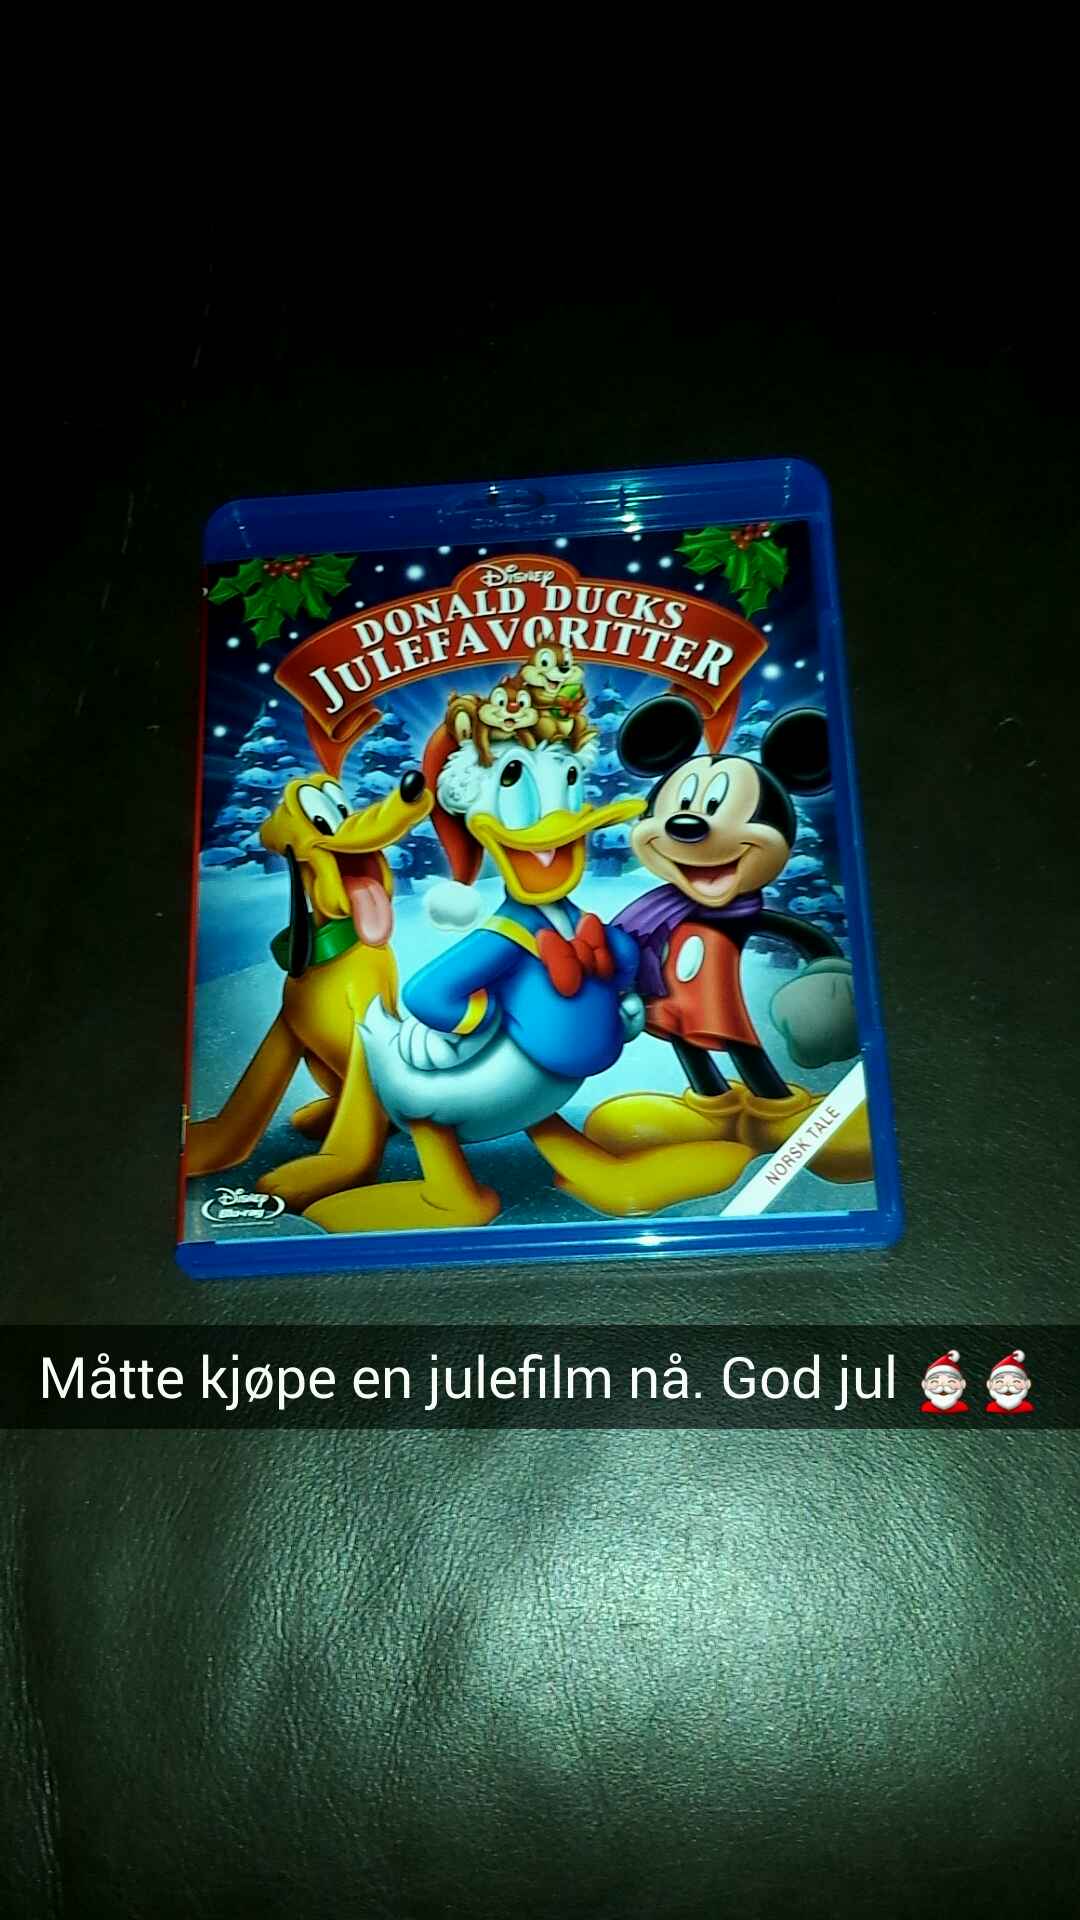 Disney
DONALD DUCKS
JULEFAVORITTER
NORSK TALE
Disney
Blu-ray
Måtte kjøpe en julefilm nå. God jul 🎅🎅